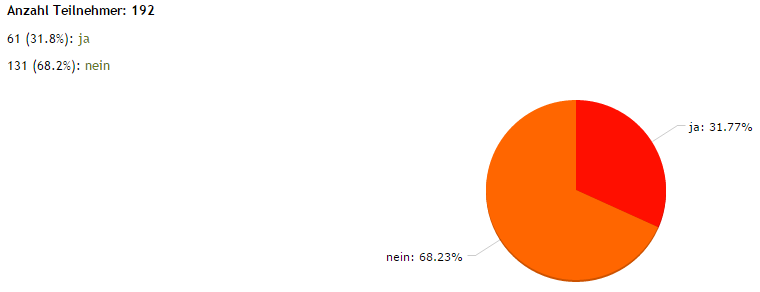 Anzahl Teilnehmer: 192
61 (31.8%): ja
131 (68.2%): nein
ja: 31.77%
nein: 68.23%